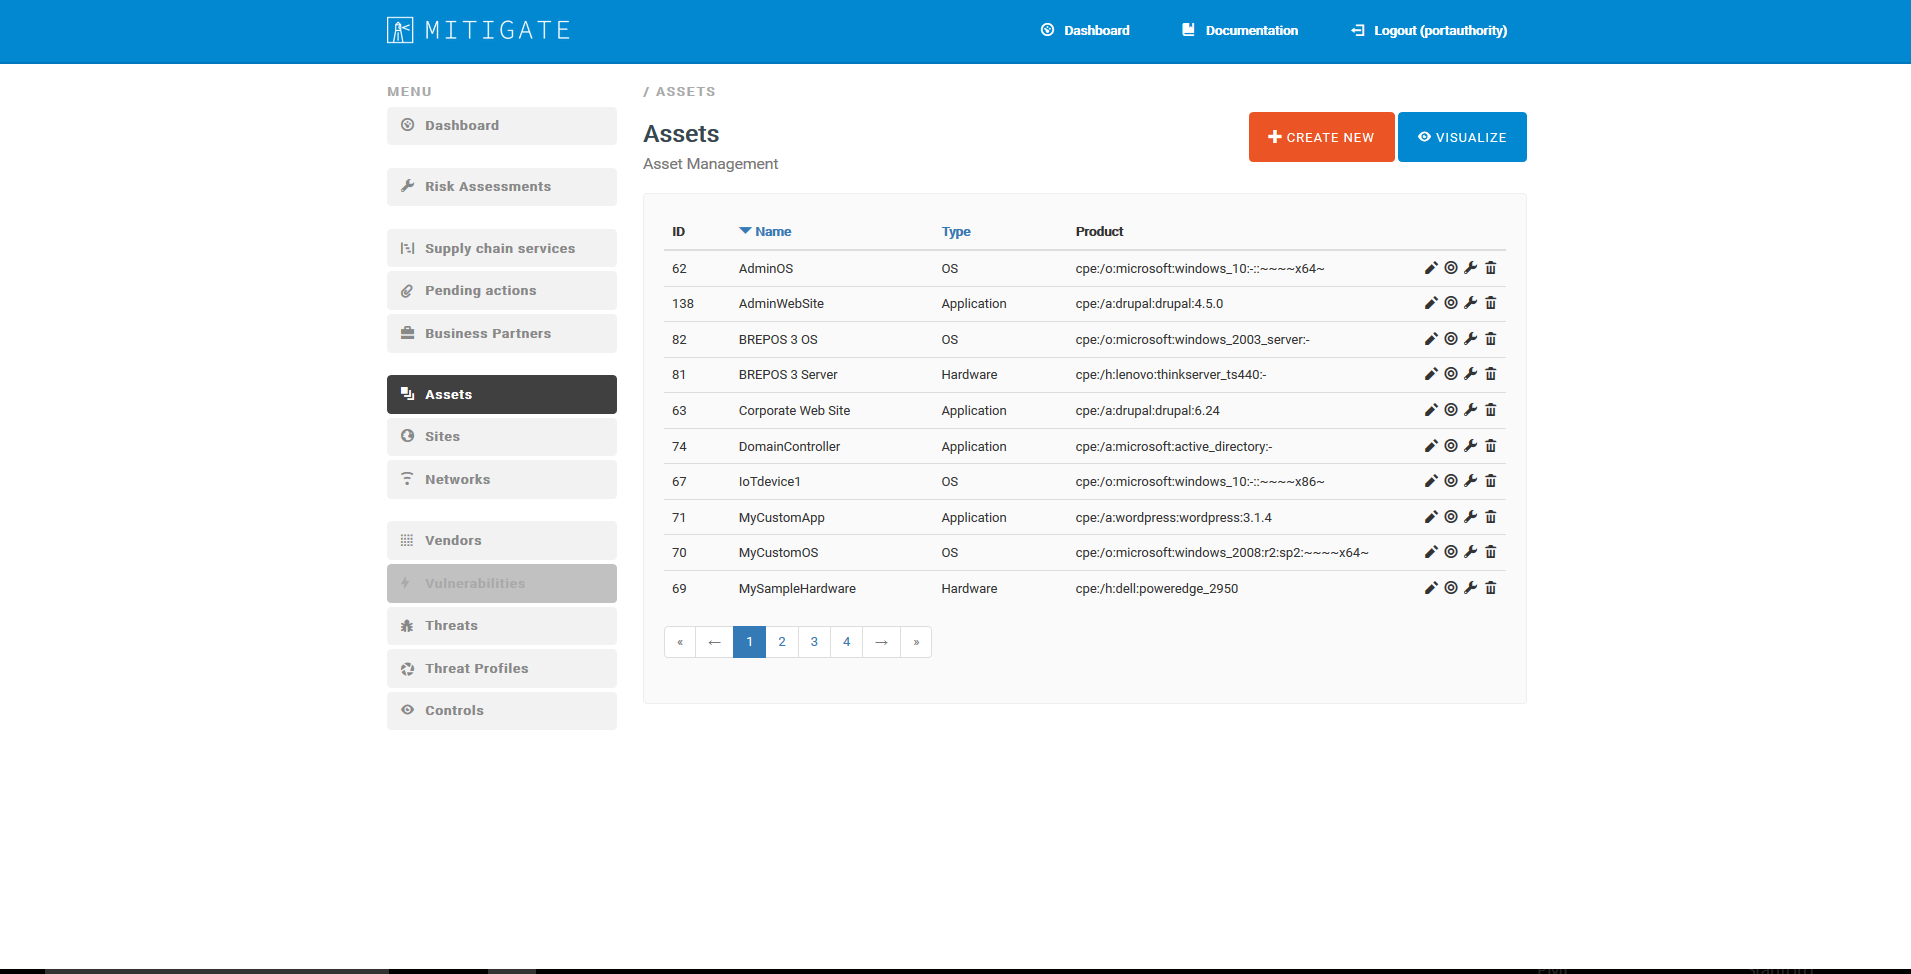 MITIGATE
Dashboard
Documentation
Logout (portauthority)
MENU
Dashboard
Risk Assessments
Supply chain services
Pending actions
Business Partners
Assets
Sites
Networks
Vendors
Vulnerabilities
Threats
Threat Profiles
Controls
/ ASSETS
Assets
Asset Management
CREATE NEW
VISUALIZE
ID Name Type Product
62 AdminOS OS cpe:/o:microsoft:windows_10:-::~~~~x64~
138 AdminWebSite Application cpe:/a:drupal:drupal:4.5.0
82 BREPOS 3 OS OS cpe:/o:microsoft:windows_2003_server:-
81 BREPOS 3 Server Hardware cpe:/h:lenovo:thinkserver_ts440:-
63 Corporate Web Site Application cpe:/a:drupal:drupal:6.24
74 DomainController Application cpe:/a:microsoft:active_directory:-
67 IoTdevice1 OS cpe:/o:microsoft:windows_10:-::~~~~x86~
71 MyCustomApp Application cpe:/a:wordpress:wordpress:3.1.4
70 MyCustomOS OS cpe:/o:microsoft:windows_2008:r2:sp2:~~~~x64~
69 MySampleHardware Hardware cpe:/h:dell:poweredge_2950
« ← 1 2 3 4 → »